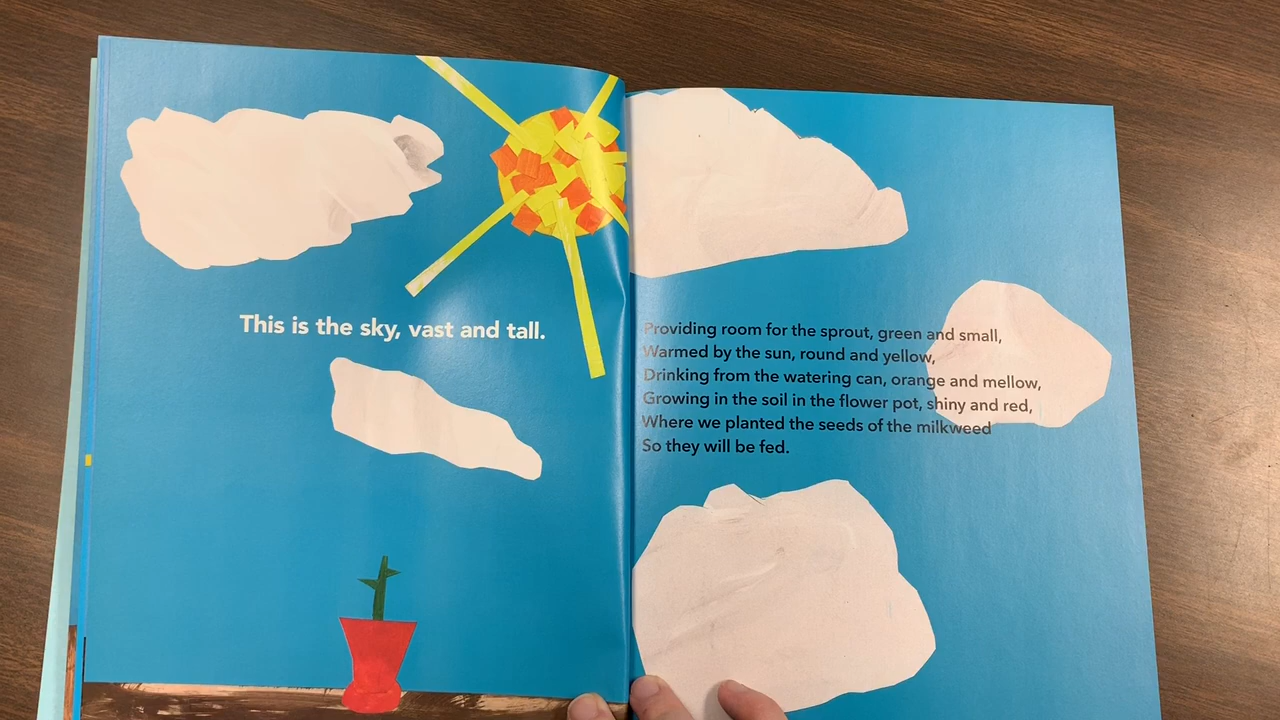 This is the sky, vast and tall.
Providing room for the sprout, green and small,
Warmed by the sun, round and yellow,
Drinking from the watering can, orange and mellow,
Growing in the soil in the flower pot, shiny and red,
Where we planted the seeds of the milkweed
So they will be fed.